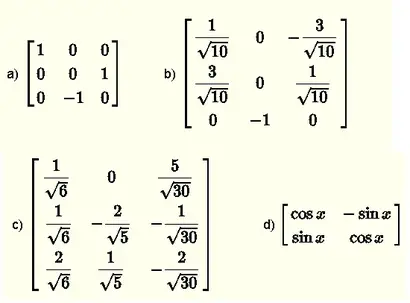 a) [1 0 0; 0 0 1; 0 −1 0]
b) [1/√10 0 −3/√10; 3/√10 0 1/√10; 0 −1 0]
c) [1/√6 0 5/√30; 1/√6 −2/√5 −1/√30; 2/√6 1/√5 −2/√30]
d) [cos x − sin x; sin x cos x]